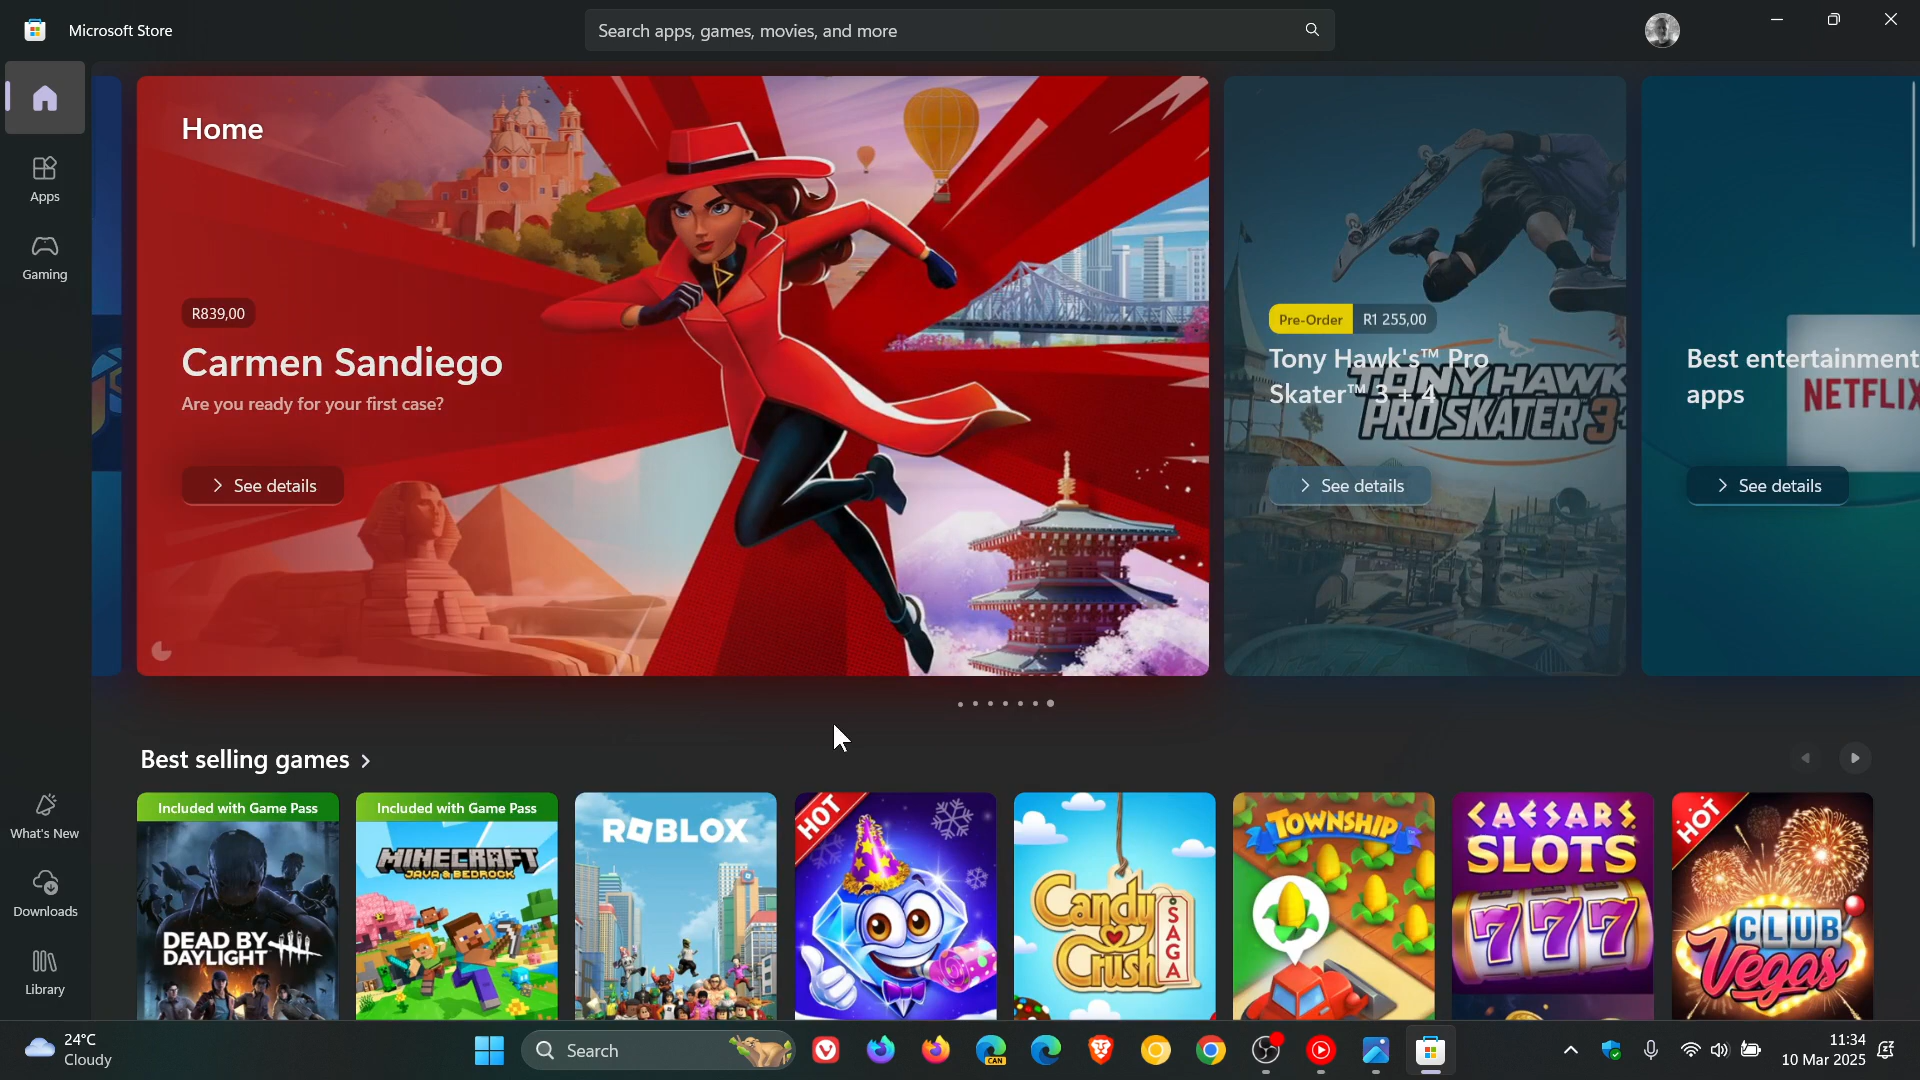 Microsoft Store
Search apps, games, movies, and more
Home
Apps
Gaming
What's New
Downloads
Library
R839,00
Carmen Sandiego
Are you ready for your first case?
See details
Pre-Order R1 255,00
Tony Hawk's™ Pro
Skater™ 3 + 4
TONY HAWK
PRO SKATER 3
See details
Best entertainment
apps
NETFLIX
See details
Best selling games
Included with Game Pass
DEAD BY
DAYLIGHT
Included with Game Pass
MINECRAFT
JAVA & BEDROCK
ROBLOX
HOT
Candy
Crush
SAGA
TOWNSHIP
CAESARS
SLOTS
777
HOT
CLUB
Vegas
24°C
Cloudy
Search
CAN
11:34
10 Mar 2025